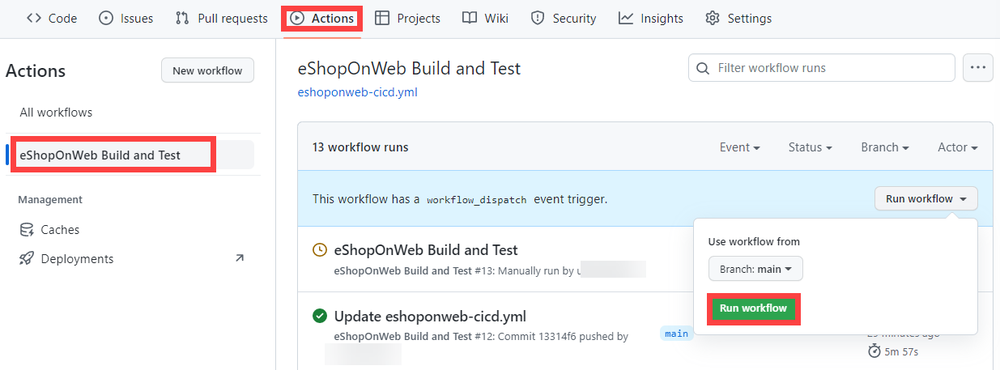 Code Issues Pull requests Actions Projects Wiki Security Insights Settings
Actions
New workflow
All workflows
eShopOnWeb Build and Test
Management
Caches
Deployments
eShopOnWeb Build and Test
eshoponweb-cicd.yml
Filter workflow runs
13 workflow runs
Event Status Branch Actor
This workflow has a workflow_dispatch event trigger.
Run workflow
Use workflow from
Branch: main
Run workflow
eShopOnWeb Build and Test
eShopOnWeb Build and Test #13: Manually run by
Update eshoponweb-cicd.yml
eShopOnWeb Build and Test #12: Commit 13314f6 pushed by
main
minutes ago
5m 57s